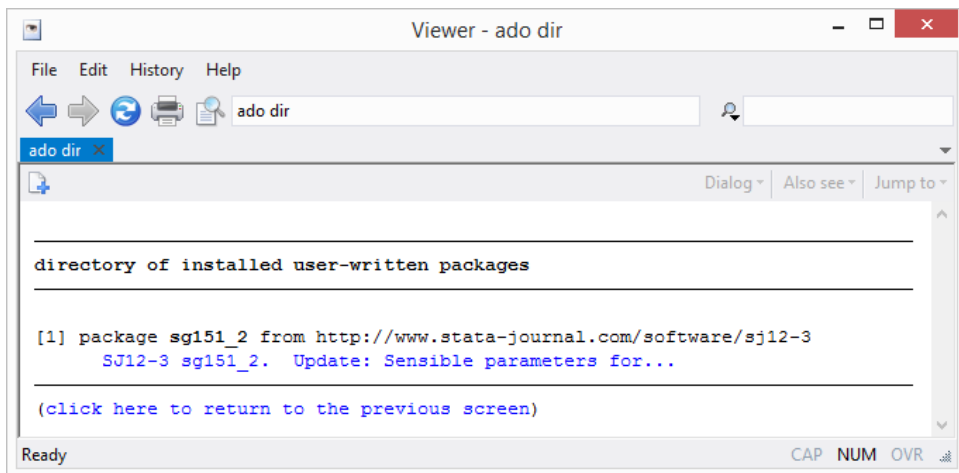 Viewer - ado dir
File Edit History Help
ado dir
ado dir
Dialog Also see Jump to
directory of installed user-written packages
[1] package sg151_2 from http://www.stata-journal.com/software/sj12-3
SJ12-3 sg151_2. Update: Sensible parameters for...
(click here to return to the previous screen)
Ready CAP NUM OVR